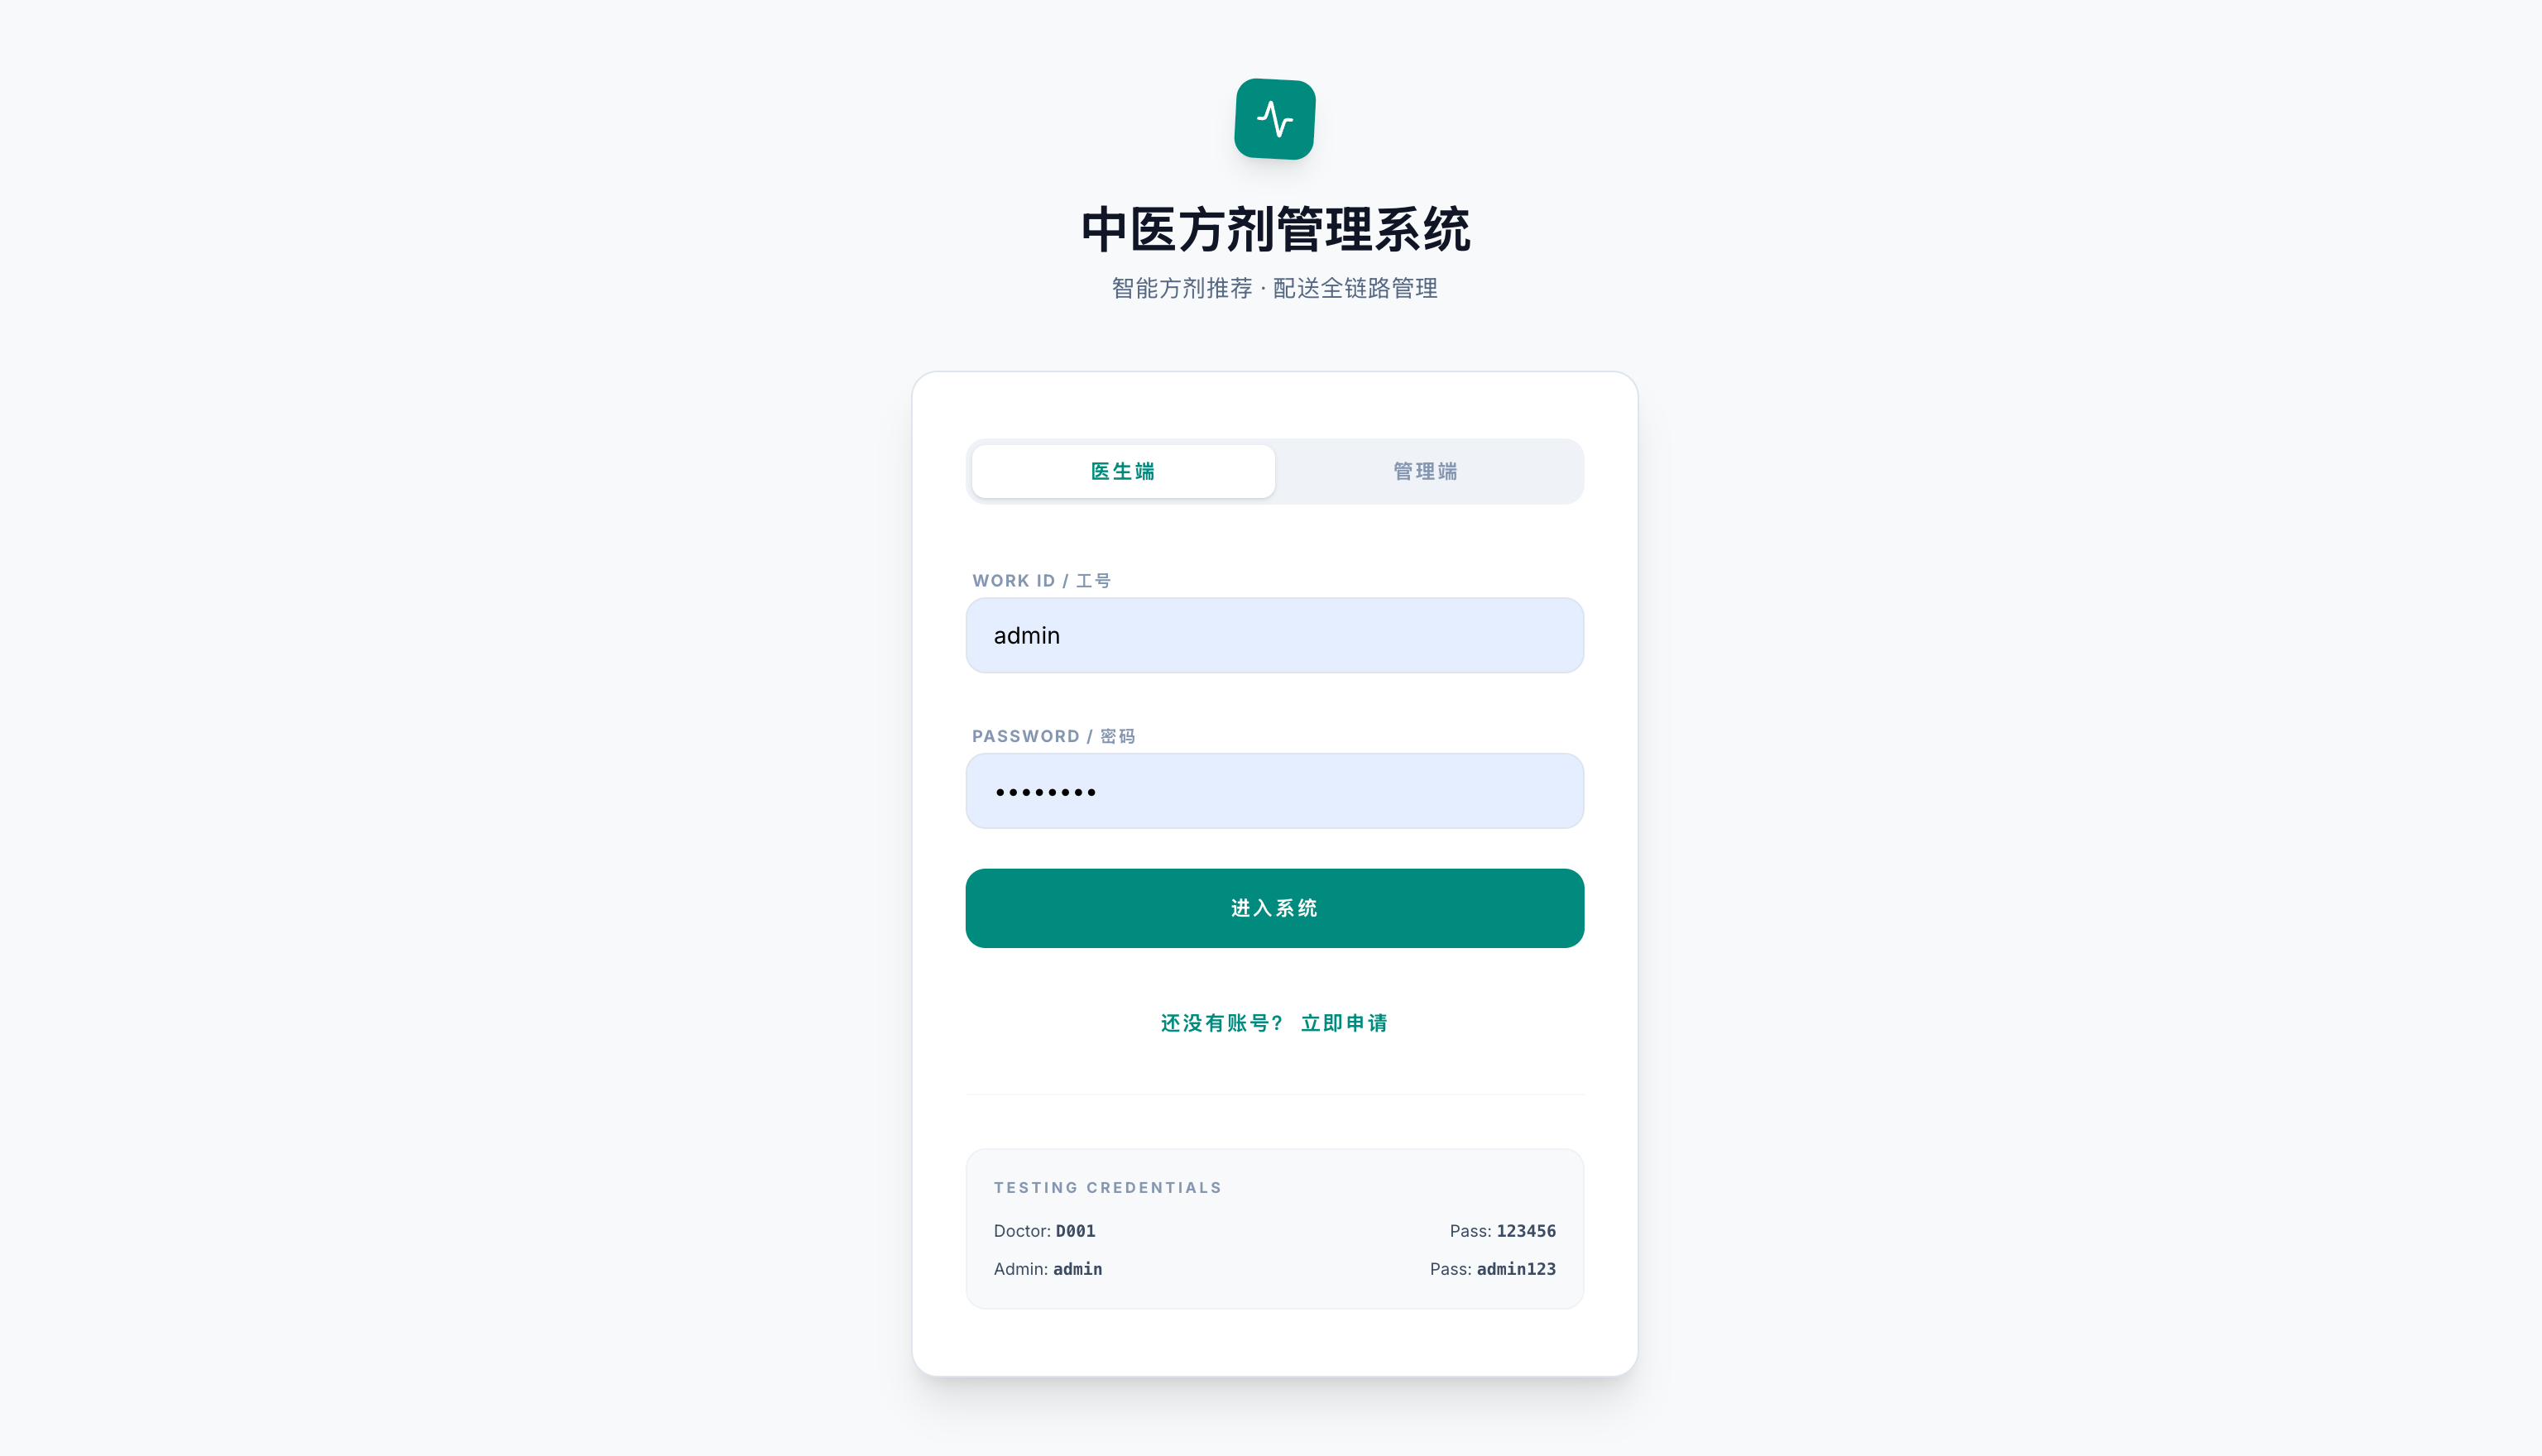 中医方剂管理系统
智能方剂推荐 · 配送全链路管理
医生端 管理端
WORK ID / 工号
admin
PASSWORD / 密码
••••••••
进入系统
还没有账号? 立即申请
TESTING CREDENTIALS
Doctor: D001 Pass: 123456
Admin: admin Pass: admin123